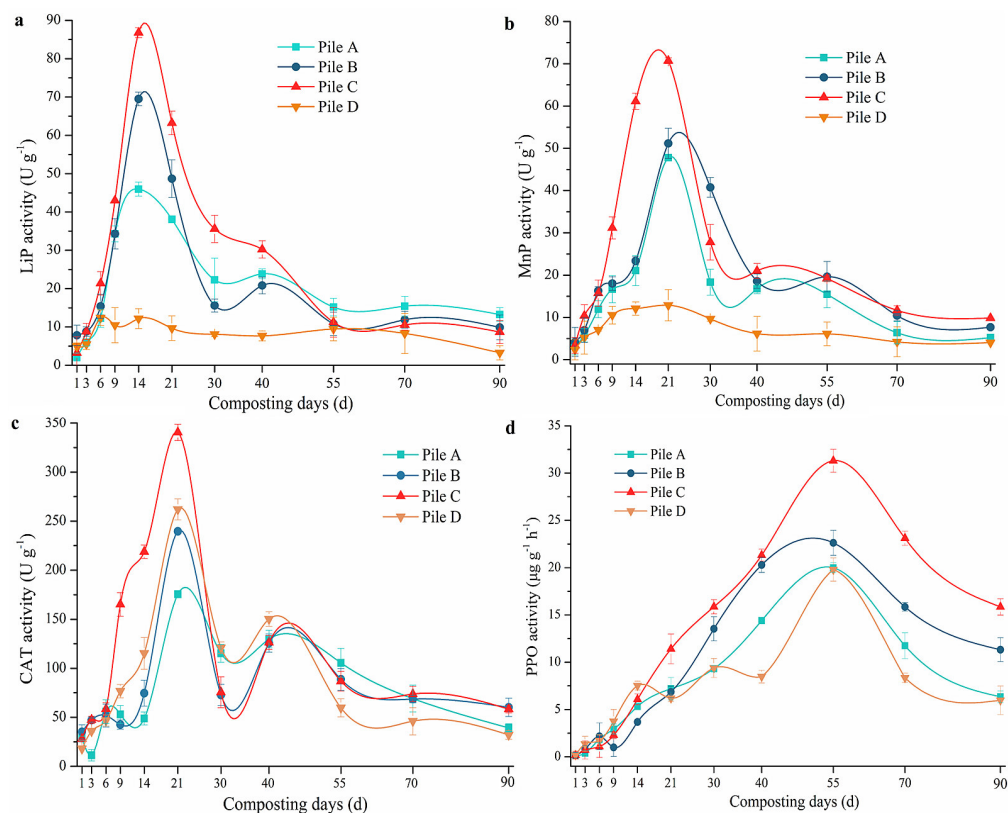 a
90
80
70
60
50
40
30
20
10
0
LiP activity (U g⁻¹)
Pile A
Pile B
Pile C
Pile D
1 3 6 9 14 21 30 40 55 70 90
Composting days (d)
b
80
70
60
50
40
30
20
10
0
MnP activity (U g⁻¹)
Pile A
Pile B
Pile C
Pile D
1 3 6 9 14 21 30 40 55 70 90
Composting days (d)
c
350
300
250
200
150
100
50
0
CAT activity (U g⁻¹)
Pile A
Pile B
Pile C
Pile D
1 3 6 9 14 21 30 40 55 70 90
Composting days (d)
d
35
30
25
20
15
10
5
0
PPO activity (µg g⁻¹ h⁻¹)
Pile A
Pile B
Pile C
Pile D
1 3 6 9 14 21 30 40 55 70 90
Composting days (d)